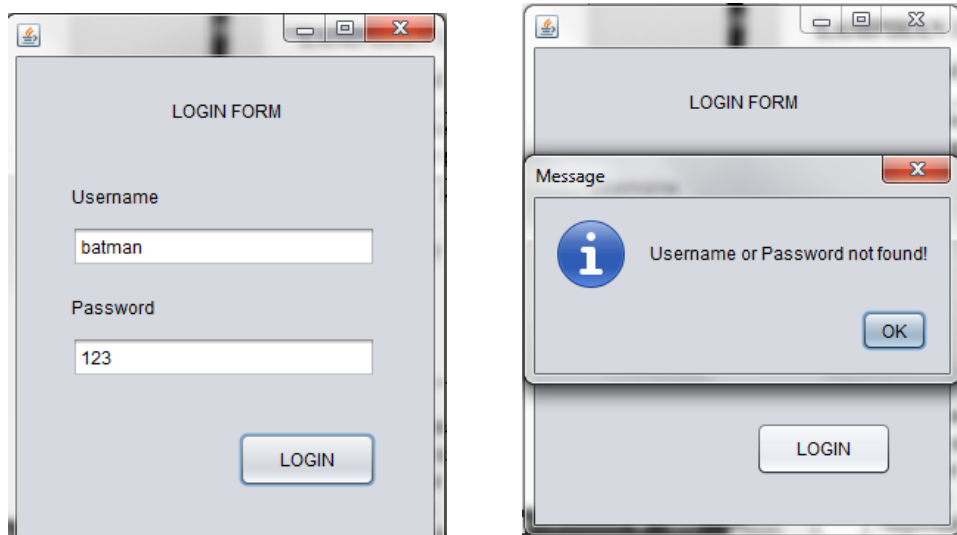 LOGIN FORM
Username
batman
Password
123
LOGIN
LOGIN FORM
Message
Username or Password not found!
OK
LOGIN